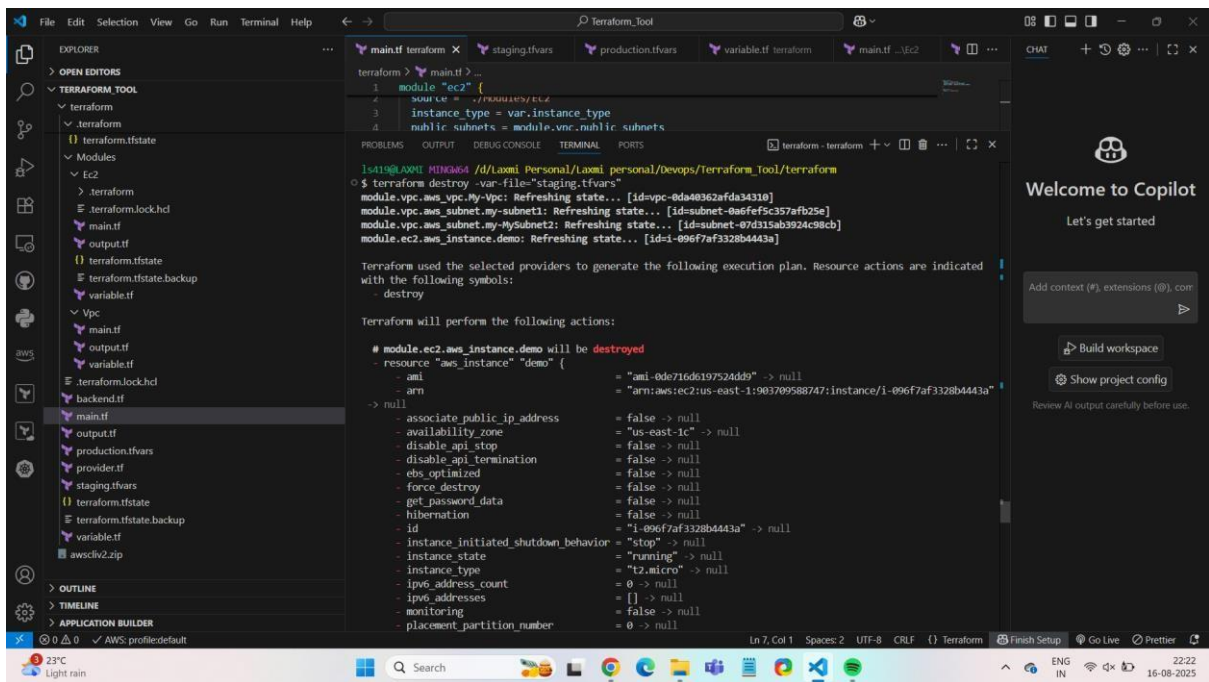 File Edit Selection View Go Run Terminal Help
Terraform_Tool
EXPLORER
OPEN EDITORS
TERRAFORM_TOOL
terraform
.terraform
terraform.tfstate
Modules
Ec2
.terraform
.terraform.lock.hcl
main.tf
output.tf
terraform.tfstate
terraform.tfstate.backup
variable.tf
Vpc
main.tf
output.tf
variable.tf
.terraform.lock.hcl
backend.tf
main.tf
output.tf
production.tfvars
provider.tf
staging.tfvars
terraform.tfstate
terraform.tfstate.backup
variable.tf
awscliv2.zip
OUTLINE
TIMELINE
APPLICATION BUILDER
aws
main.tf terraform staging.tfvars production.tfvars variable.tf terraform main.tf ...\Ec2
terraform > main.tf > ...
1 module "ec2" {
2 source = "./Modules/Ec2"
3 instance_type = var.instance_type
4 public_subnets = module.vpc.public_subnets
PROBLEMS OUTPUT DEBUG CONSOLE TERMINAL PORTS terraform - terraform
ls419@LAXMI MINGW64 /d/Laxmi Personal/Laxmi personal/Devops/Terraform_Tool/terraform
$ terraform destroy -var-file="staging.tfvars"
module.vpc.aws_vpc.My-Vpc: Refreshing state... [id=vpc-0da40362afda34310]
module.vpc.aws_subnet.my-subnet1: Refreshing state... [id=subnet-0a6fef5c357afb25e]
module.vpc.aws_subnet.my-MySubnet2: Refreshing state... [id=subnet-07d315ab3924c98cb]
module.ec2.aws_instance.demo: Refreshing state... [id=i-096f7af3328b4443a]
Terraform used the selected providers to generate the following execution plan. Resource actions are indicated
with the following symbols:
- destroy
Terraform will perform the following actions:
# module.ec2.aws_instance.demo will be destroyed
- resource "aws_instance" "demo" {
- ami = "ami-0de716d6197524dd9" -> null
- arn = "arn:aws:ec2:us-east-1:903709588747:instance/i-096f7af3328b4443a"
-> null
- associate_public_ip_address = false -> null
- availability_zone = "us-east-1c" -> null
- disable_api_stop = false -> null
- disable_api_termination = false -> null
- ebs_optimized = false -> null
- force_destroy = false -> null
- get_password_data = false -> null
- hibernation = false -> null
- id = "i-096f7af3328b4443a" -> null
- instance_initiated_shutdown_behavior = "stop" -> null
- instance_state = "running" -> null
- instance_type = "t2.micro" -> null
- ipv6_address_count = 0 -> null
- ipv6_addresses = [] -> null
- monitoring = false -> null
- placement_partition_number = 0 -> null
CHAT
Welcome to Copilot
Let's get started
Add context (#), extensions (@), com
Build workspace
Show project config
Review AI output carefully before use.
0 0 AWS: profile:default Ln 7, Col 1 Spaces: 2 UTF-8 CRLF {} Terraform Finish Setup Go Live Prettier
3
23°C
Light rain
Search
ENG
IN
22:22
16-08-2025